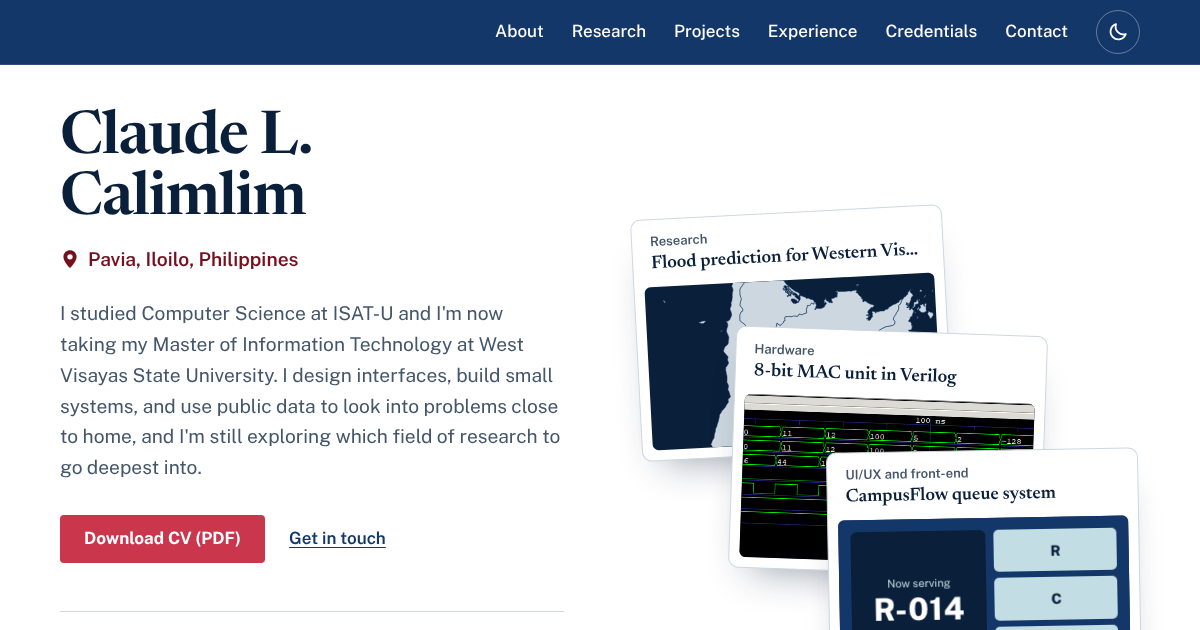 About Research Projects Experience Credentials Contact
Claude L.
Calimlim
Pavia, Iloilo, Philippines
I studied Computer Science at ISAT-U and I'm now
taking my Master of Information Technology at West
Visayas State University. I design interfaces, build small
systems, and use public data to look into problems close
to home, and I'm still exploring which field of research to
go deepest into.
Download CV (PDF) Get in touch
Research
Flood prediction for Western Vis...
Hardware
8-bit MAC unit in Verilog
100 ns
11 12 100 5 2 -128
11 12 100
44
UI/UX and front-end
CampusFlow queue system
Now serving
R-014
R
C